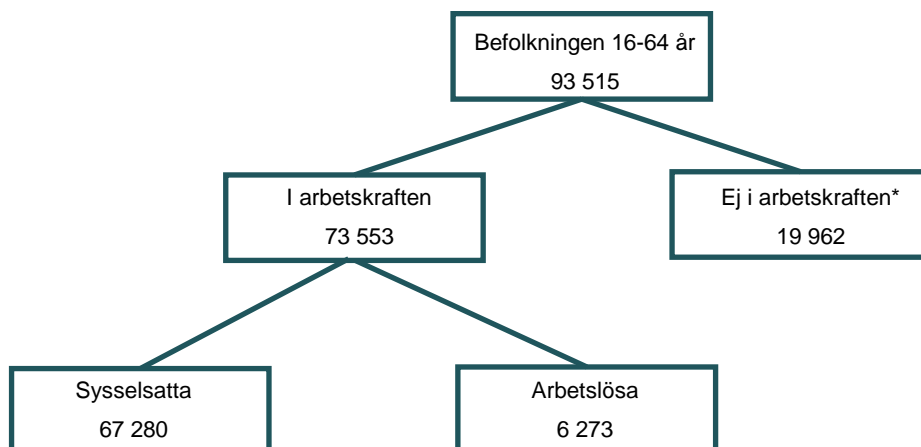 Befolkningen 16-64 år
93 515
I arbetskraften
73 553
Ej i arbetskraften*
19 962
Sysselsatta
67 280
Arbetslösa
6 273